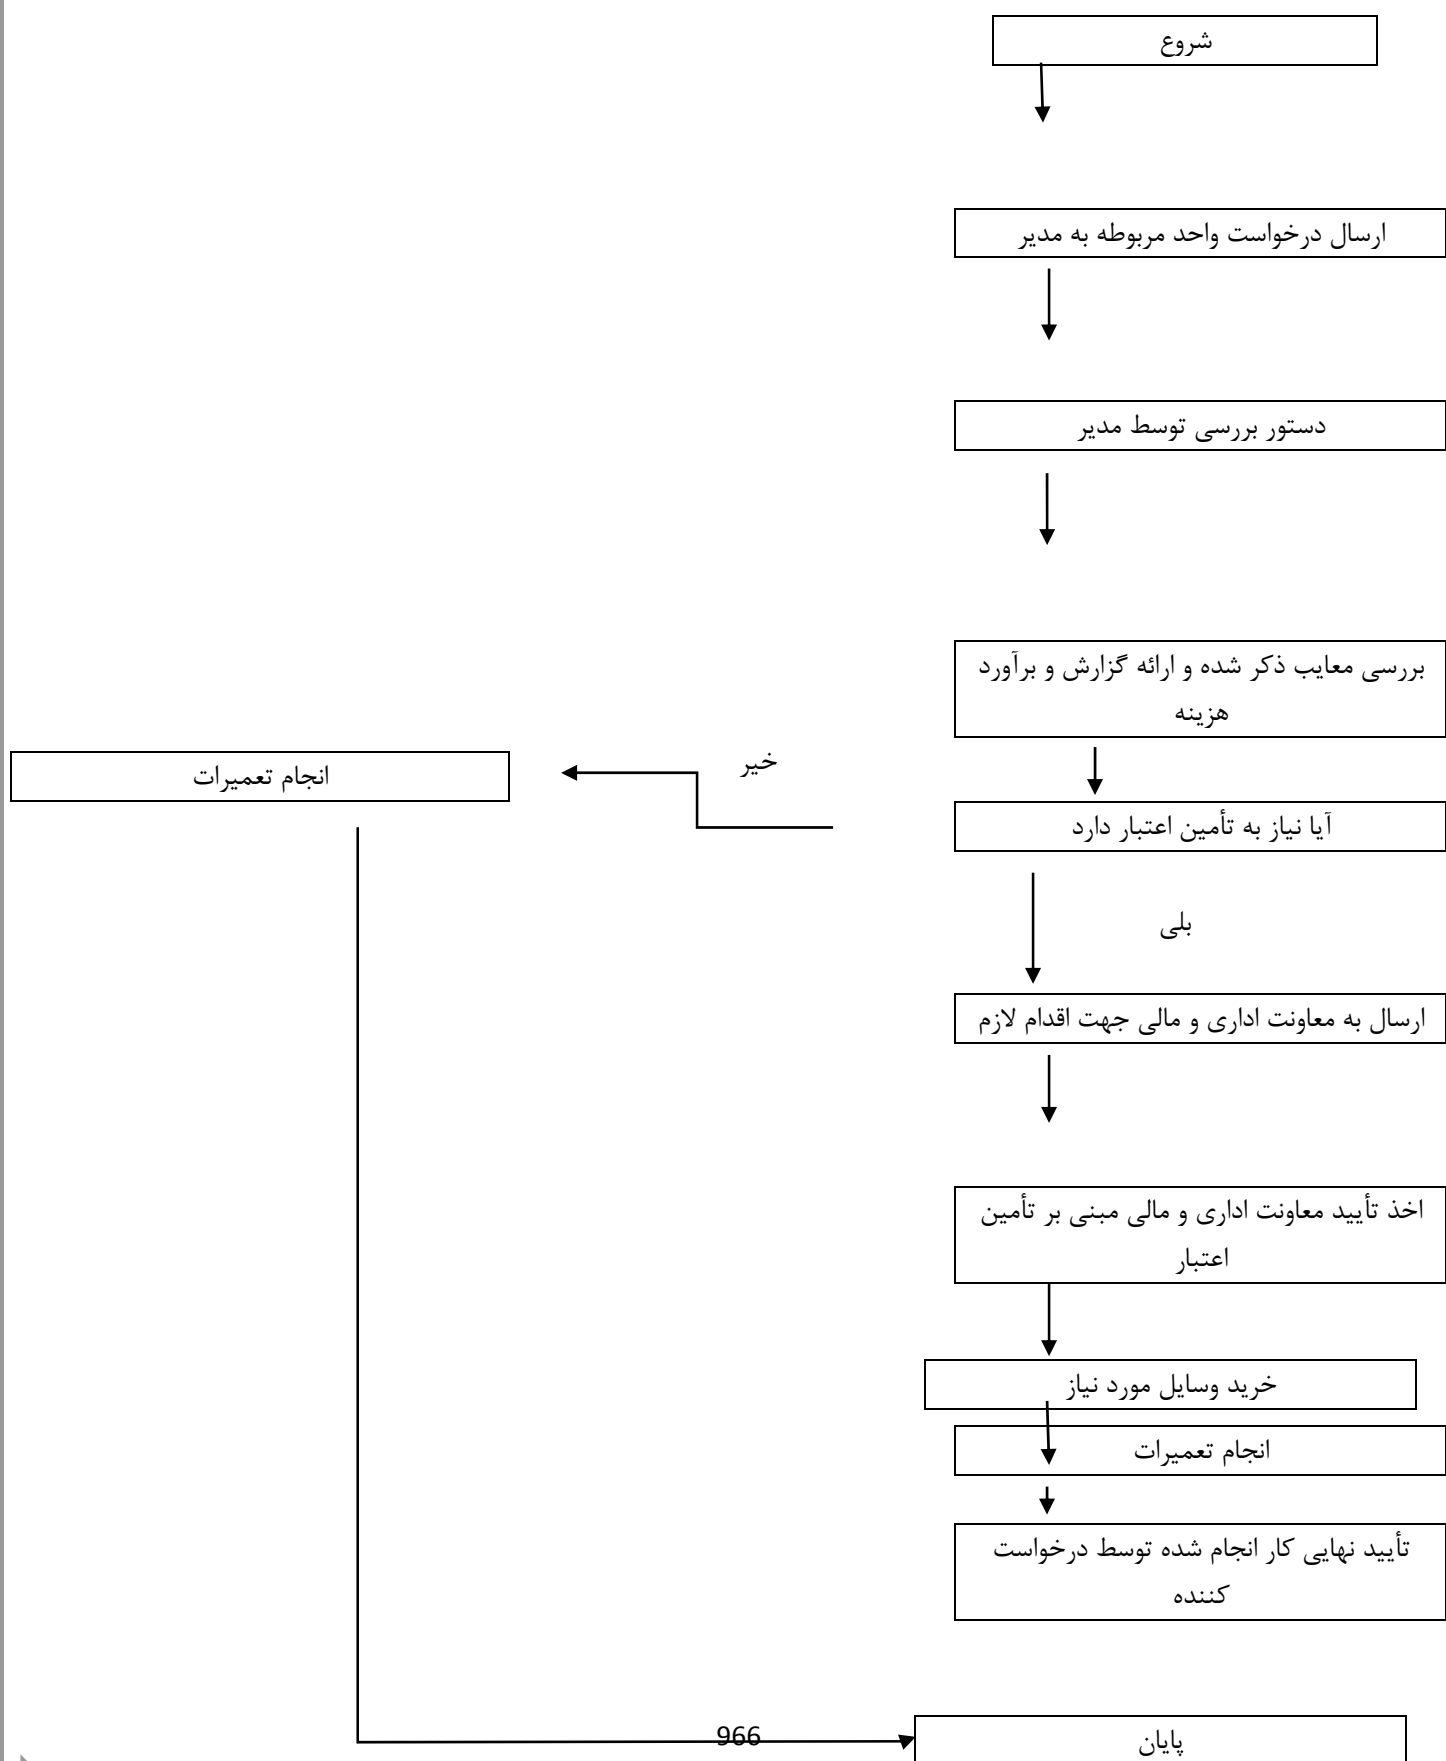 شروع
ارسال درخواست واحد مربوطه به مدیر
دستور بررسی توسط مدیر
بررسی معایب ذکر شده و ارائه گزارش و برآورد
هزینه
خیر
انجام تعمیرات
آیا نیاز به تأمین اعتبار دارد
بلی
ارسال به معاونت اداری و مالی جهت اقدام لازم
اخذ تأیید معاونت اداری و مالی مبنی بر تأمین
اعتبار
خرید وسایل مورد نیاز
انجام تعمیرات
تأیید نهایی کار انجام شده توسط درخواست
کننده
966
پایان